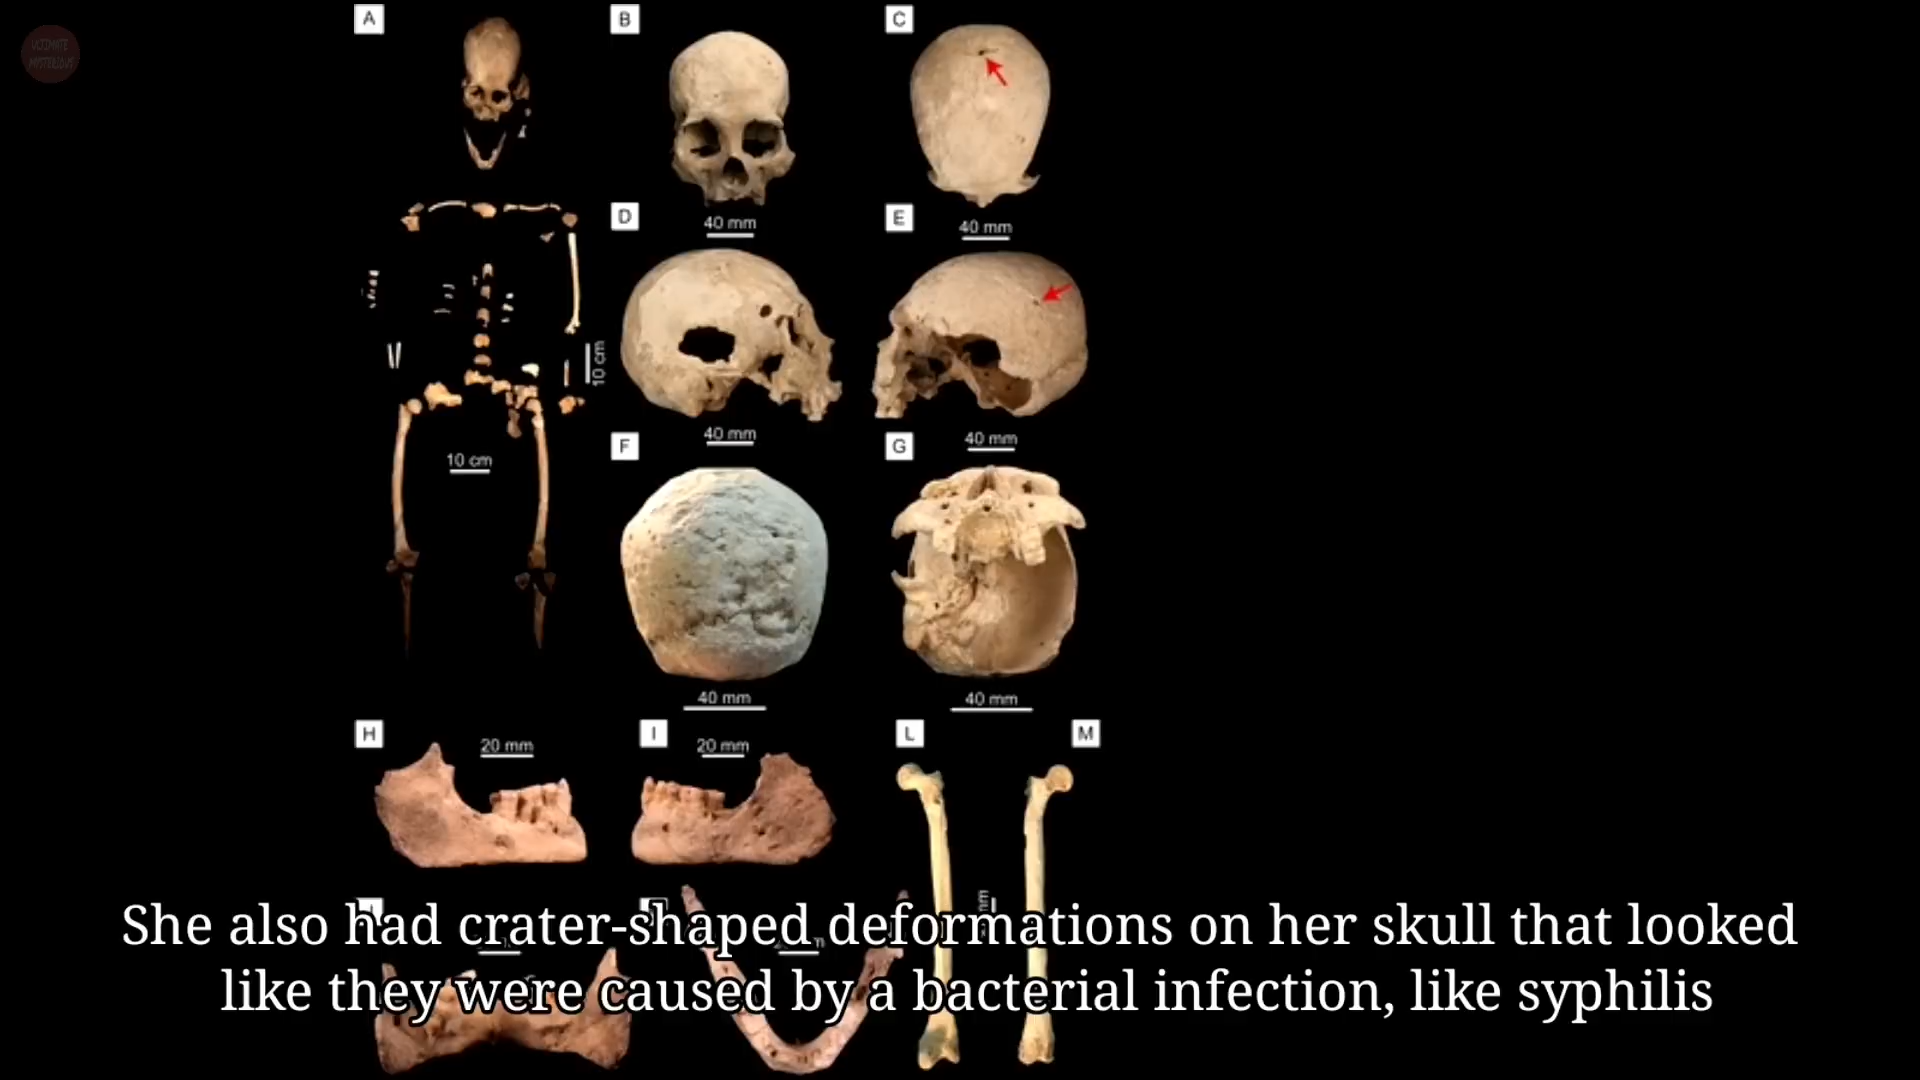 ULTIMATE
MYSTERIOUS
A
B
C
D
40 mm
E
40 mm
10 cm
10 cm
F
40 mm
G
40 mm
40 mm
40 mm
H
20 mm
I
20 mm
L
M
She also had crater-shaped deformations on her skull that looked
like they were caused by a bacterial infection, like syphilis